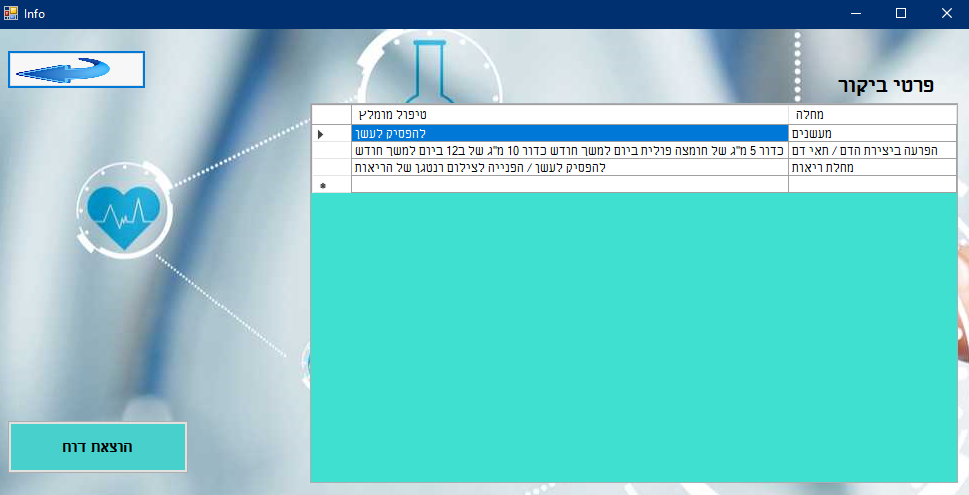 Info
פרטי ביקור
מחלה טיפול מומלץ
מעשנים להפסיק לעשן
הפרעה ביצירת הדם / תאי דם כדור 5 מ"ג של חומצה פולית ביום למשך חודש כדור 10 מ"ג של ב12 ביום למשך חודש
מחלת ריאות להפסיק לעשן / הפנייה לצילום רנטגן של הריאות
הוצאת דוח